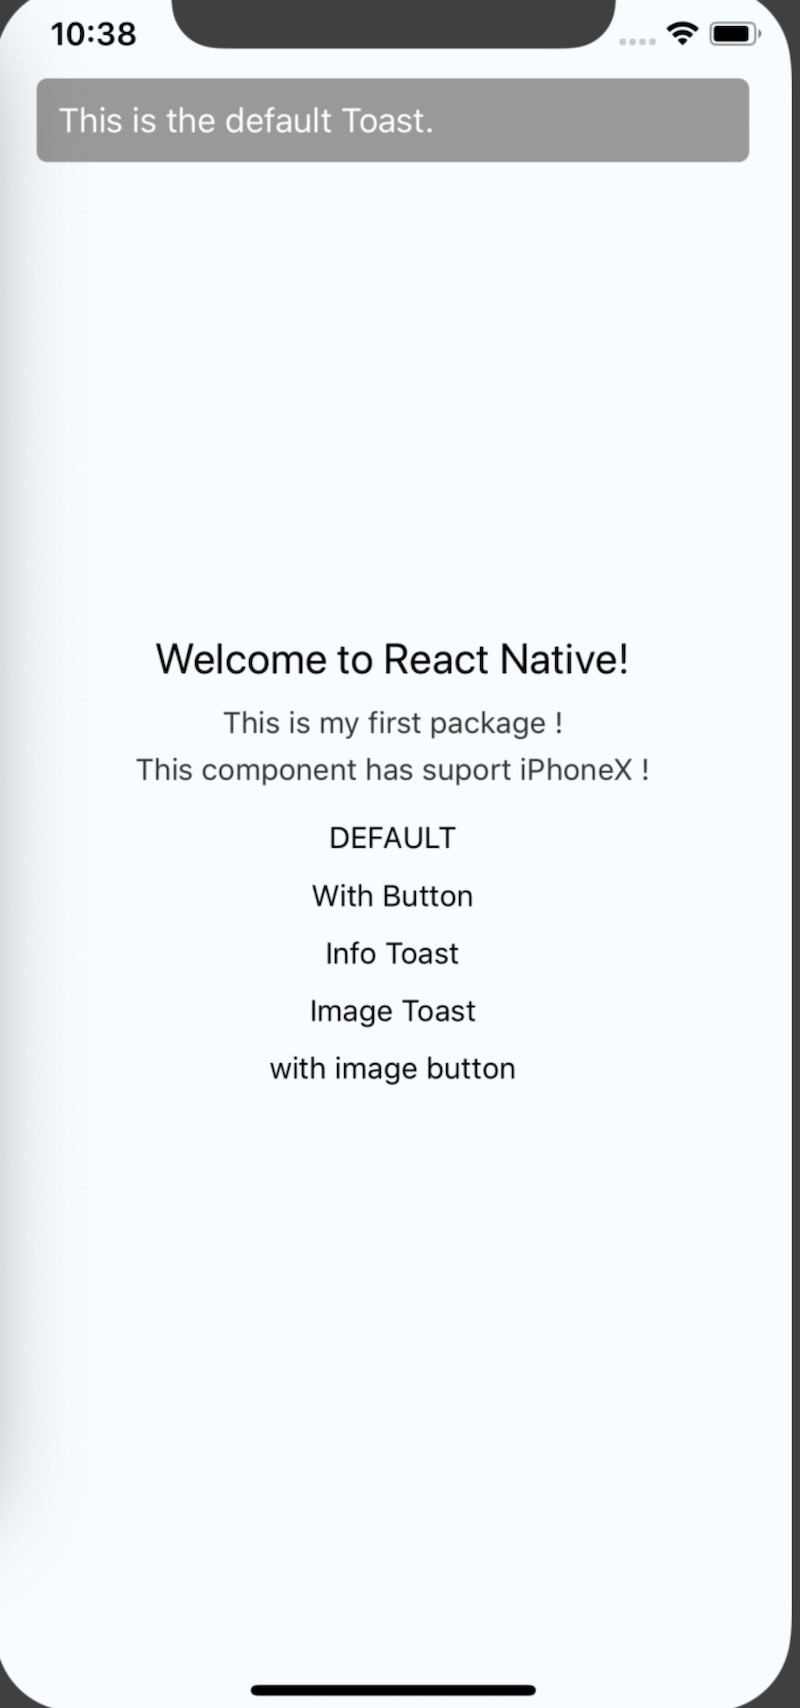 10:38
This is the default Toast.
Welcome to React Native!
This is my first package !
This component has suport iPhoneX !
DEFAULT
With Button
Info Toast
Image Toast
with image button